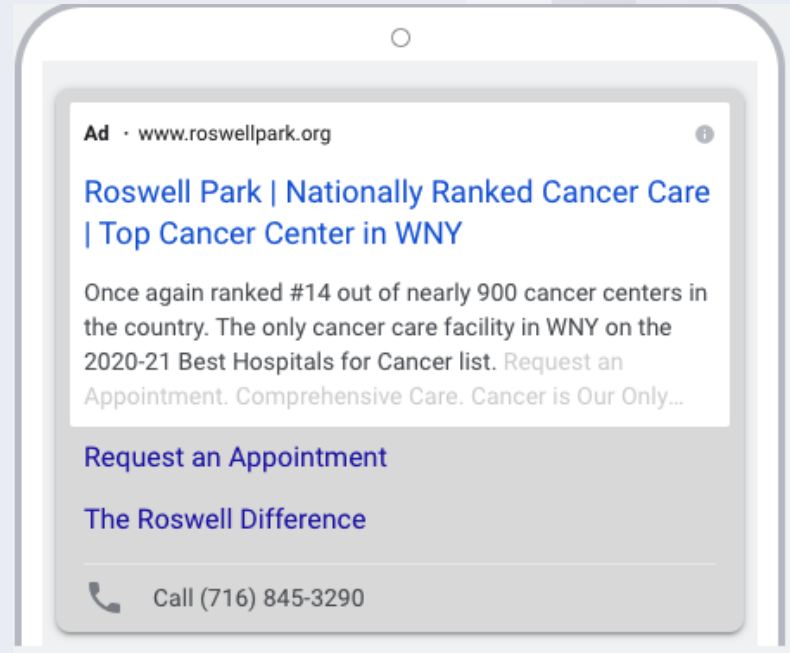 Ad · www.roswellpark.org
Roswell Park | Nationally Ranked Cancer Care
| Top Cancer Center in WNY
Once again ranked #14 out of nearly 900 cancer centers in
the country. The only cancer care facility in WNY on the
2020-21 Best Hospitals for Cancer list. Request an
Appointment. Comprehensive Care. Cancer is Our Only...
Request an Appointment
The Roswell Difference
Call (716) 845-3290